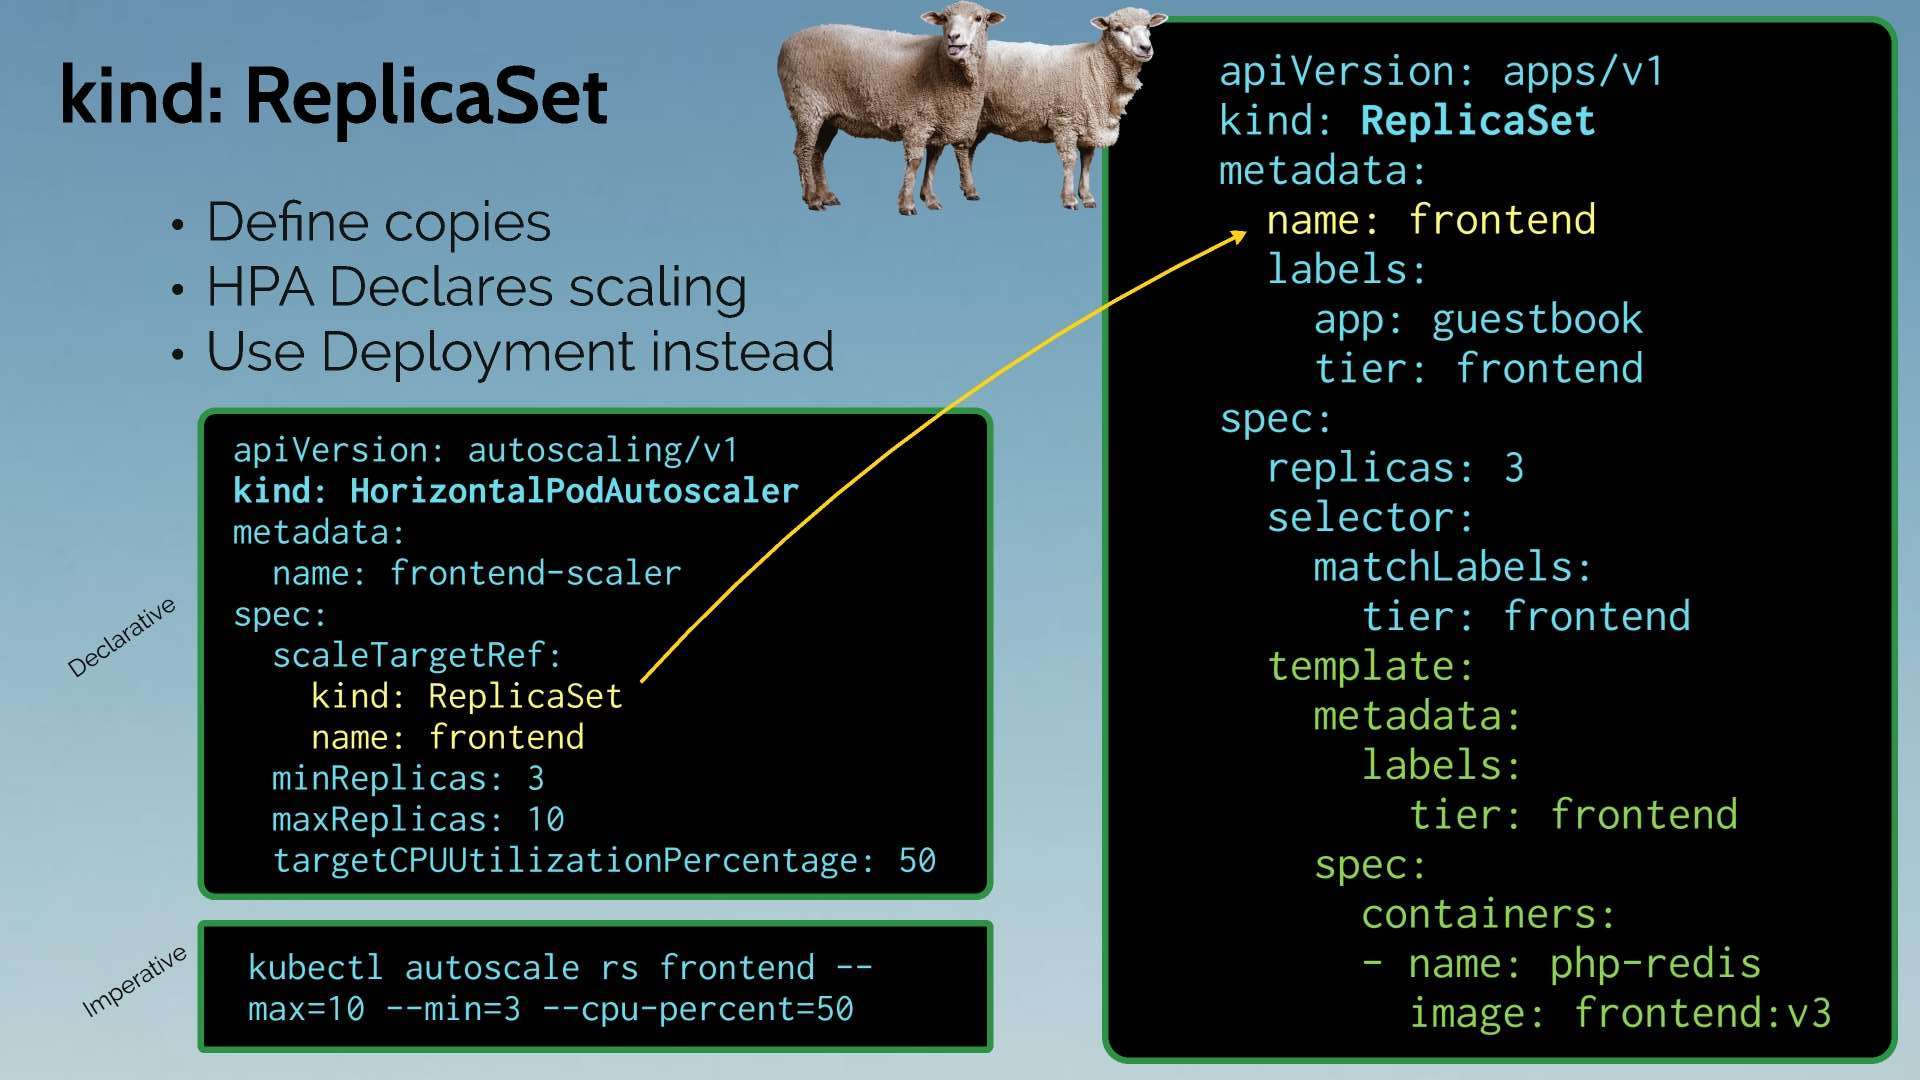 kind: ReplicaSet
• Define copies
• HPA Declares scaling
• Use Deployment instead
Declarative
apiVersion: autoscaling/v1
kind: HorizontalPodAutoscaler
metadata:
  name: frontend-scaler
spec:
  scaleTargetRef:
    kind: ReplicaSet
    name: frontend
  minReplicas: 3
  maxReplicas: 10
  targetCPUUtilizationPercentage: 50
Imperative
kubectl autoscale rs frontend --
max=10 --min=3 --cpu-percent=50
apiVersion: apps/v1
kind: ReplicaSet
metadata:
  name: frontend
  labels:
    app: guestbook
    tier: frontend
spec:
  replicas: 3
  selector:
    matchLabels:
      tier: frontend
  template:
    metadata:
      labels:
        tier: frontend
    spec:
      containers:
      - name: php-redis
        image: frontend:v3